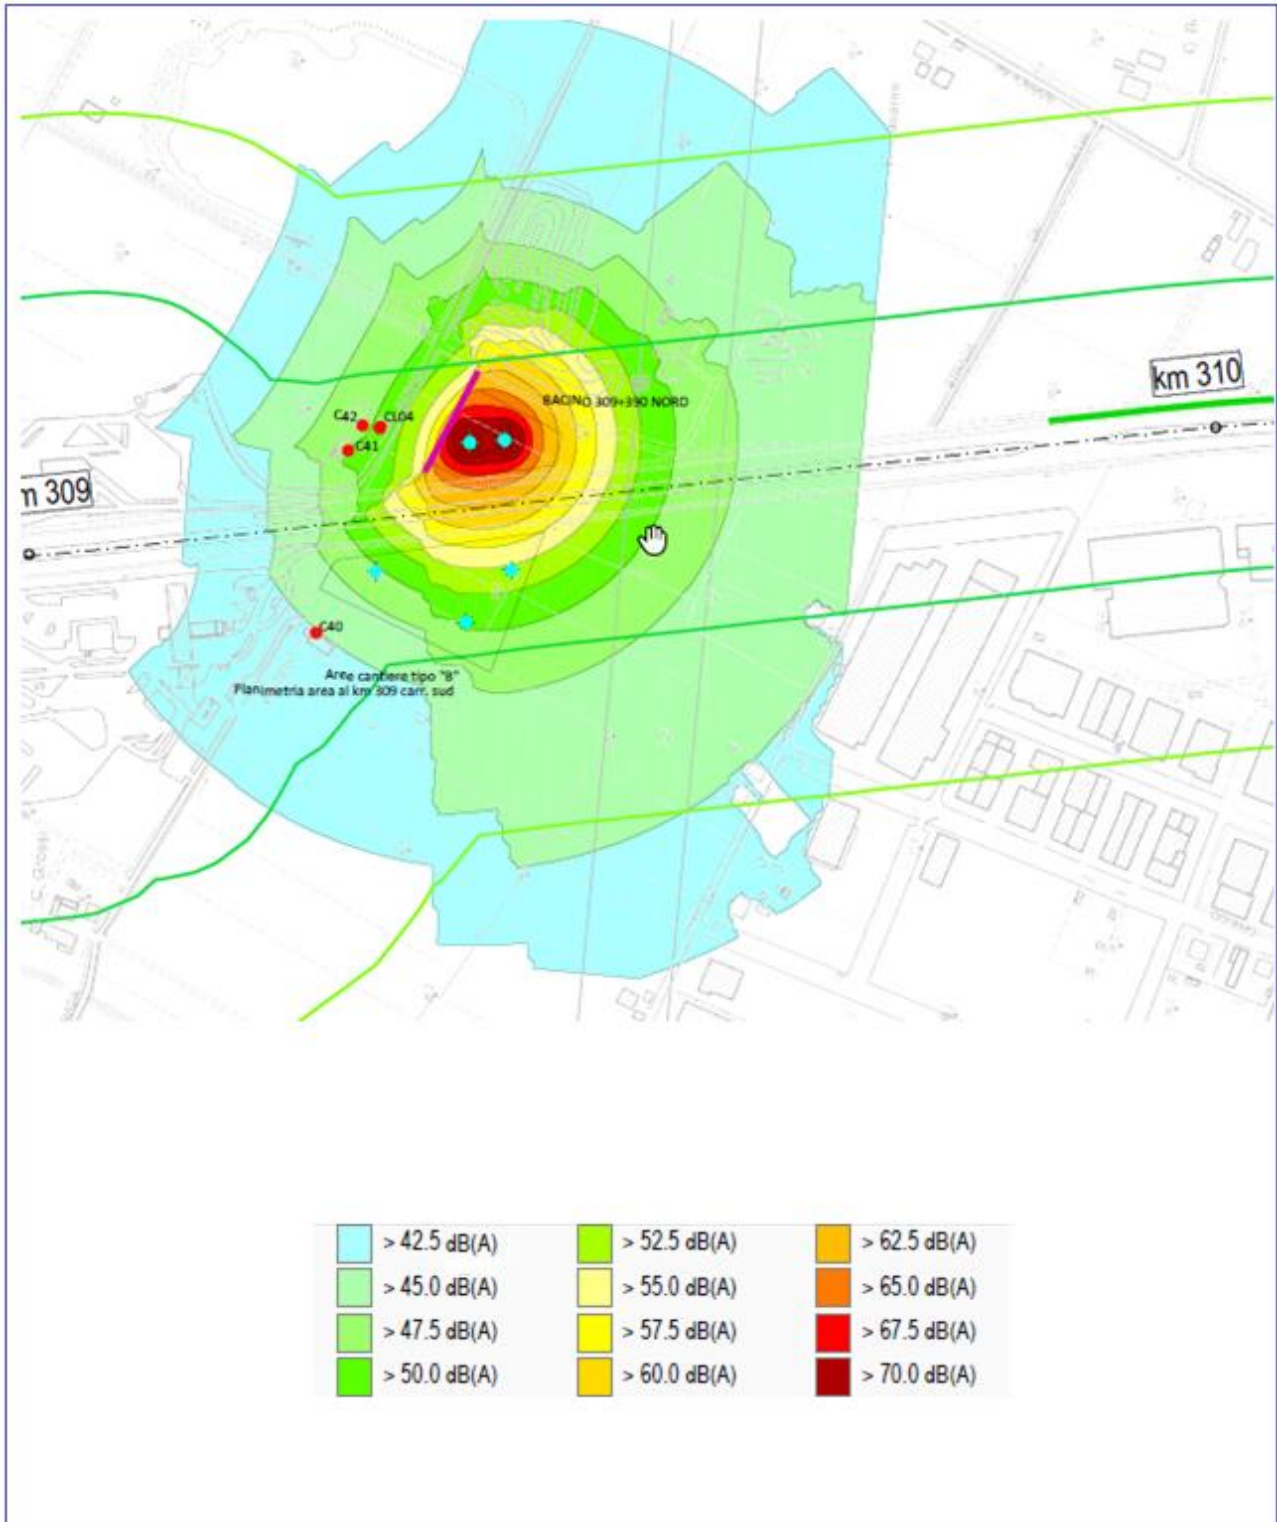 km 310
BACINO 309+390 NORD
C42
CL04
C41
m 309
C40
Aree cantiere tipo "B"
Planimetria area al km 309 carr. sud
C. Grossi
> 42.5 dB(A)
> 52.5 dB(A)
> 62.5 dB(A)
> 45.0 dB(A)
> 55.0 dB(A)
> 65.0 dB(A)
> 47.5 dB(A)
> 57.5 dB(A)
> 67.5 dB(A)
> 50.0 dB(A)
> 60.0 dB(A)
> 70.0 dB(A)